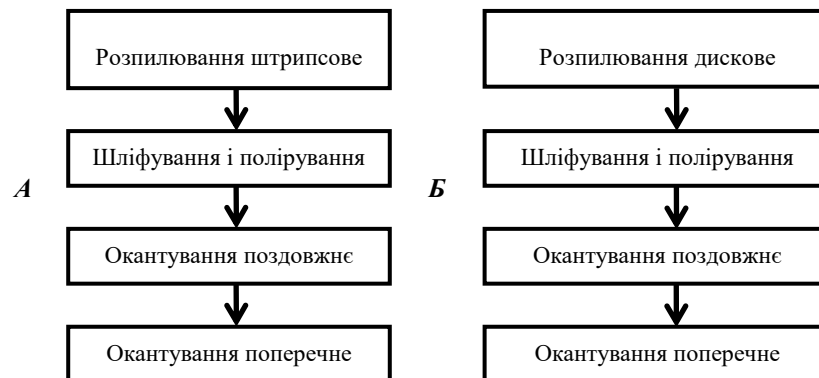 Розпилювання штрипсове
Шліфування і полірування
А
Окантування поздовжнє
Окантування поперечне
Розпилювання дискове
Шліфування і полірування
Б
Окантування поздовжнє
Окантування поперечне